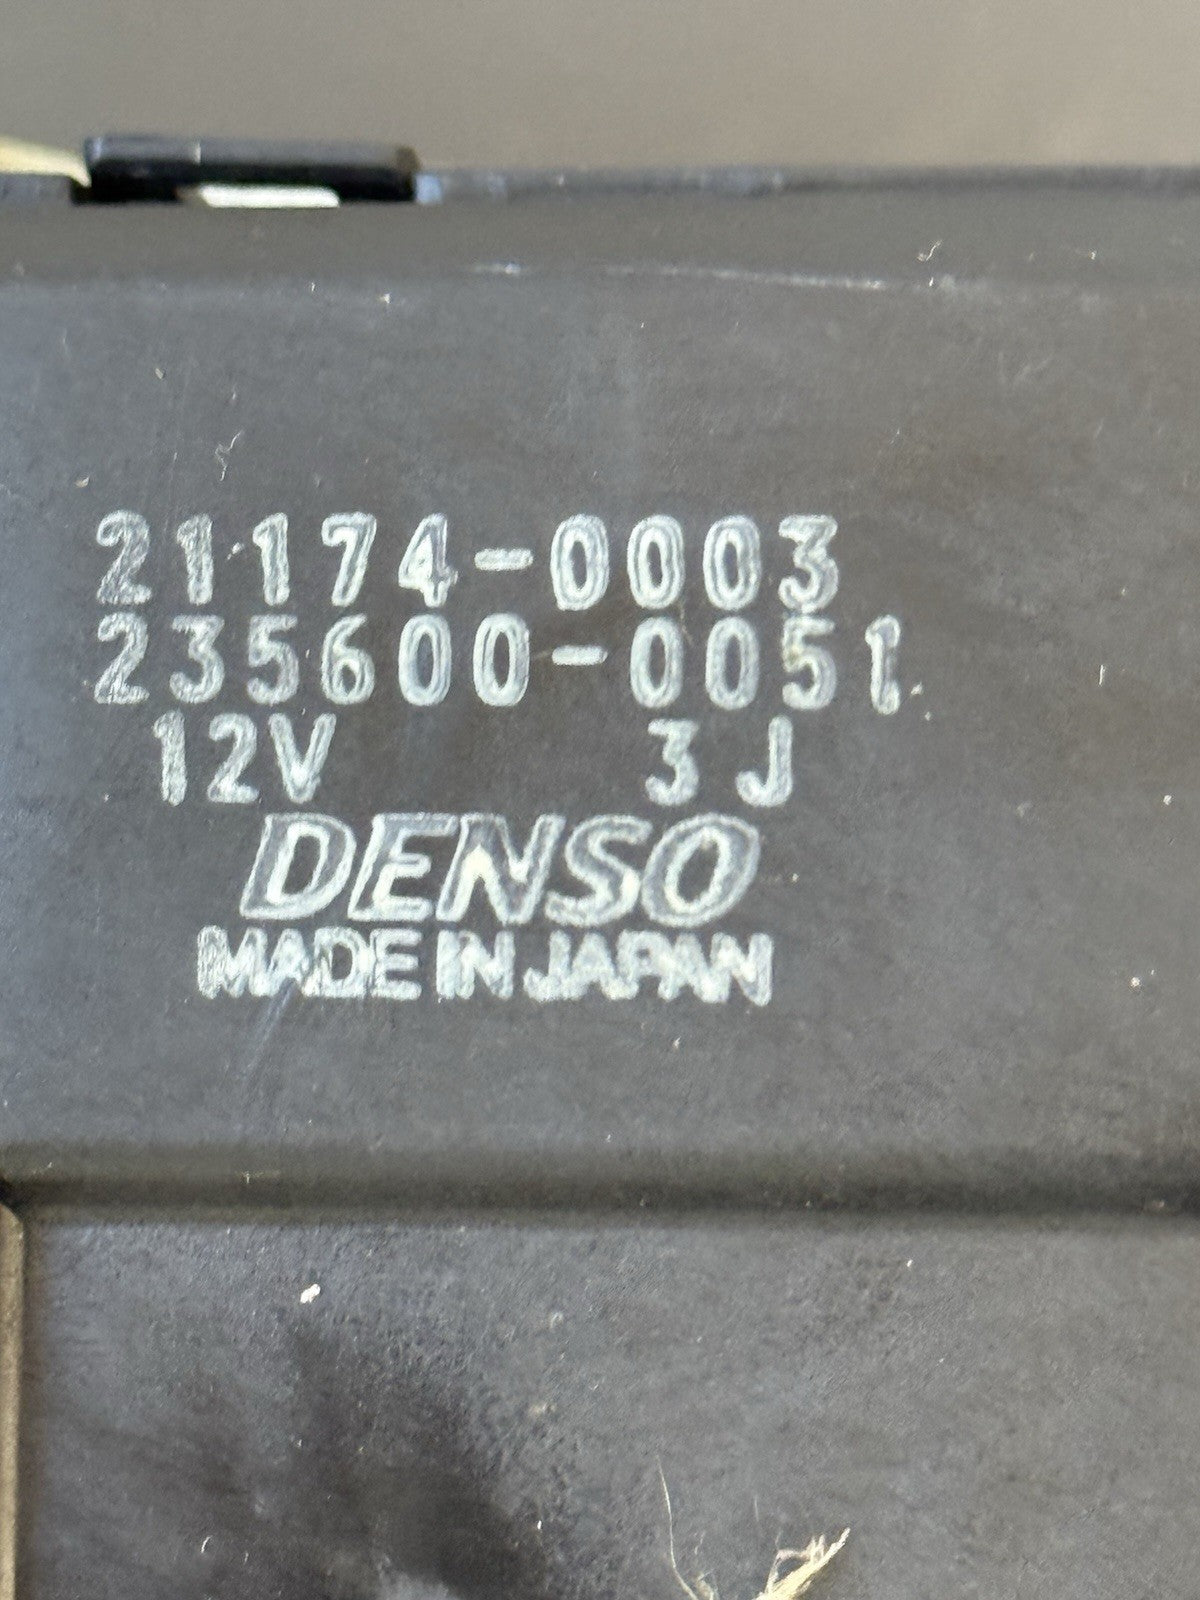 21174-0003
235600-0051
12V 3J
DENSO
MADE IN JAPAN